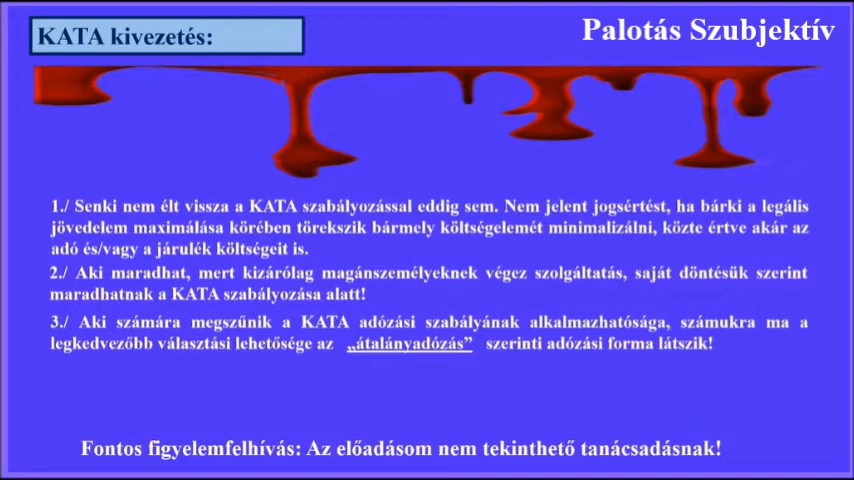 KATA kivezetés:
Palotás Szubjektív
1./ Senki nem élt vissza a KATA szabályozással eddig sem. Nem jelent jogsértést, ha bárki a legális
jövedelem maximálása körében törekszik bármely költségelemét minimalizálni, közte értve akár az
adó és/vagy a járulék költségeit is.
2./ Aki maradhat, mert kizárólag magánszemélyeknek végez szolgáltatás, saját döntésük szerint
maradhatnak a KATA szabályozása alatt!
3./ Aki számára megszűnik a KATA adózási szabályának alkalmazhatósága, számukra ma a
legkedvezőbb választási lehetősége az „átalányadózás” szerinti adózási forma látszik!
Fontos figyelemfelhívás: Az előadásom nem tekinthető tanácsadásnak!